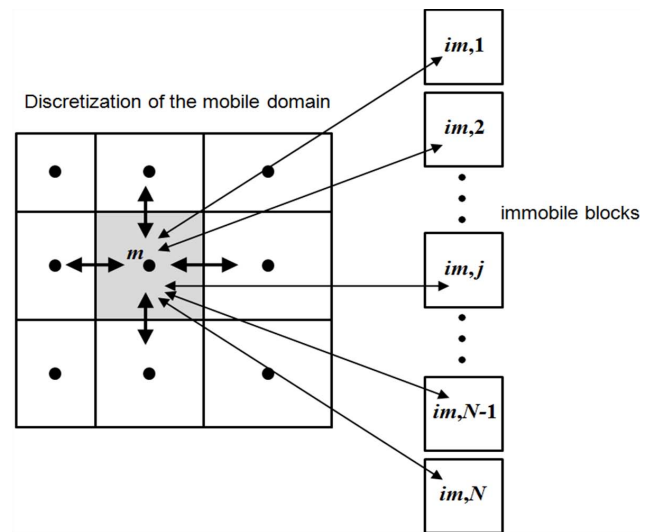 im,1
Discretization of the mobile domain
im,2
immobile blocks
m
im,j
im,N-1
im,N